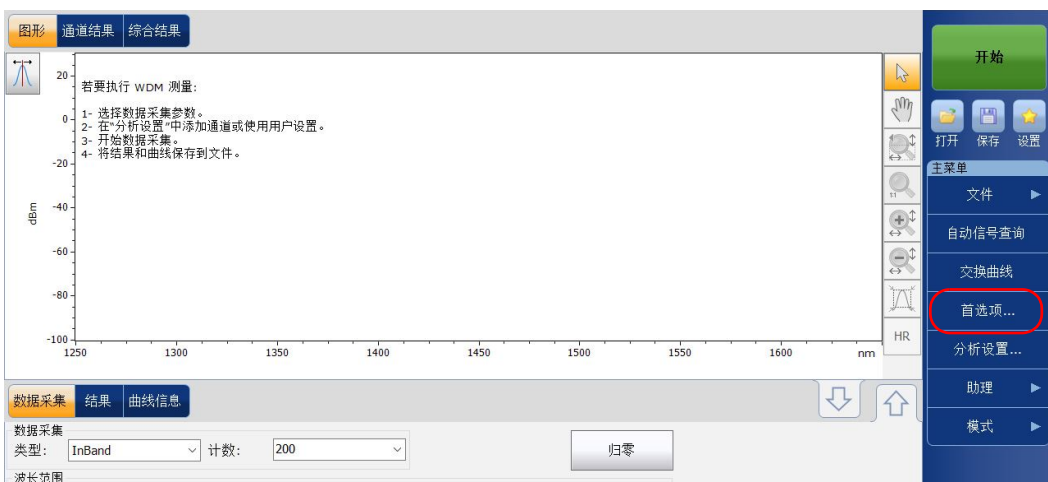 图形 通道结果 综合结果
若要执行 WDM 测量:
1- 选择数据采集参数。
2- 在“分析设置”中添加通道或使用用户设置。
3- 开始数据采集。
4- 将结果和曲线保存到文件。
20
0
-20
-40
-60
-80
-100
dBm
1250 1300 1350 1400 1450 1500 1550 1600 nm
1:1
HR
数据采集 结果 曲线信息
数据采集
类型: InBand 计数: 200 归零
波长范围
开始
打开 保存 设置
主菜单
文件
自动信号查询
交换曲线
首选项...
分析设置...
助理
模式